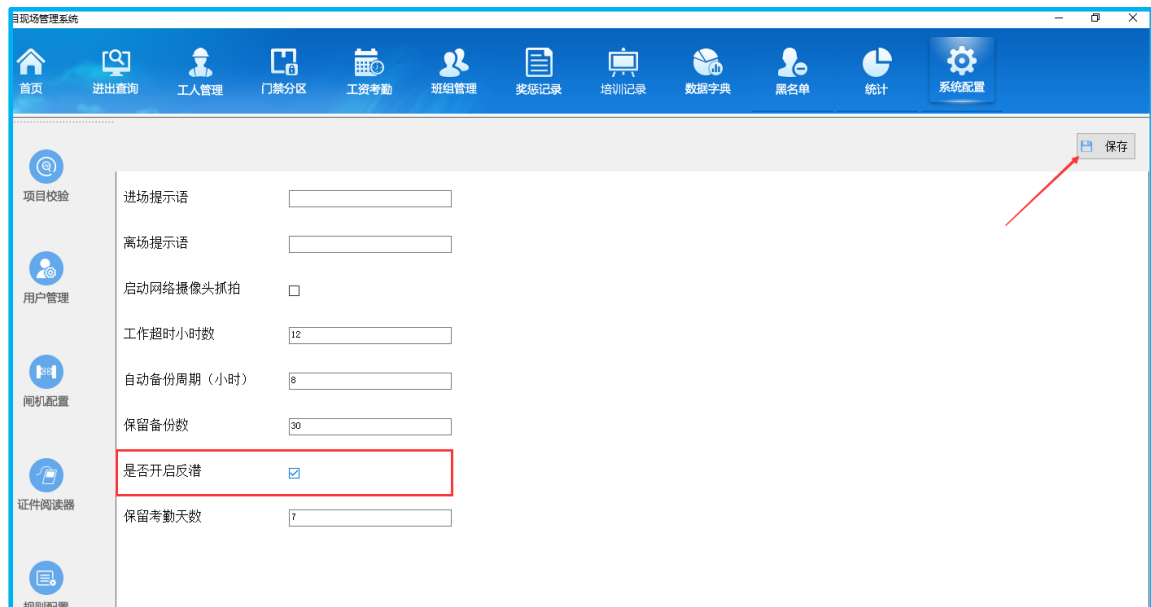 目现场管理系统
首页
进出查询
工人管理
门禁分区
工资考勤
班组管理
奖惩记录
培训记录
数据字典
黑名单
统计
系统配置
保存
项目校验
用户管理
闸机配置
证件阅读器
规则配置
进场提示语
离场提示语
启动网络摄像头抓拍
工作超时小时数 12
自动备份周期（小时） 8
保留备份数 30
是否开启反潜
保留考勤天数 7